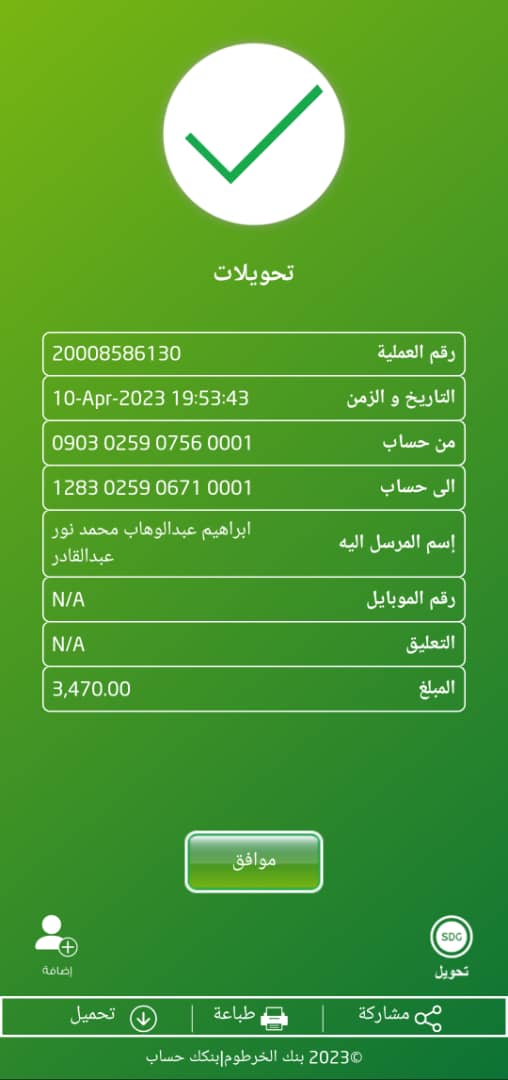 تحويلات
رقم العملية 20008586130
التاريخ و الزمن 10-Apr-2023 19:53:43
من حساب 0903 0259 0756 0001
الى حساب 1283 0259 0671 0001
إسم المرسل اليه ابراهيم عبدالوهاب محمد نور
عبدالقادر
رقم الموبايل N/A
التعليق N/A
المبلغ 3,470.00
موافق
SDG
تحويل إضافة
مشاركة | طباعة | تحميل
©2023 بنك الخرطوم|بنكك حساب